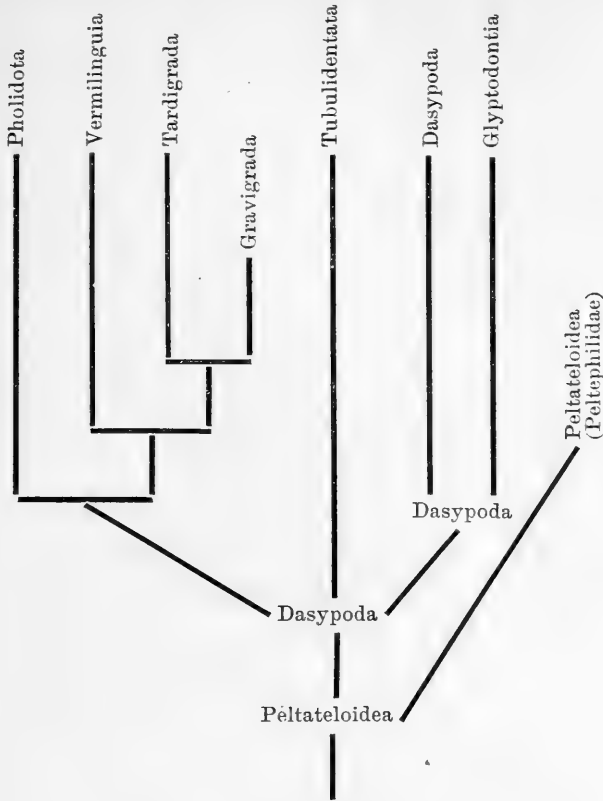 Pholidota
Vermilinguia
Tardigrada
Gravigrada
Tubulidentata
Dasypoda
Glyptodontia
Peltateloidea
(Peltephilidae)
Dasypoda
Dasypoda
Peltateloidea